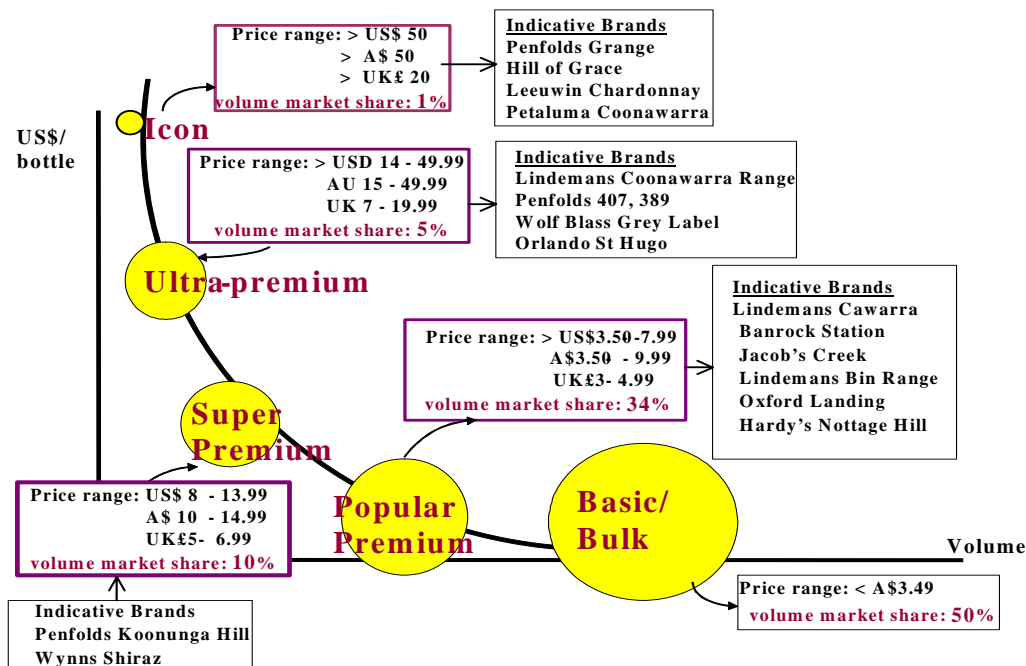 Price range: > US$ 50
> A$ 50
> UK£ 20
volume market share: 1%
Indicative Brands
Penfolds Grange
Hill of Grace
Leeuwin Chardonnay
Petaluma Coonawarra
US$/
bottle
Icon
Price range: > USD 14 - 49.99
AU 15 - 49.99
UK 7 - 19.99
volume market share: 5%
Indicative Brands
Lindemans Coonawarra Range
Penfolds 407, 389
Wolf Blass Grey Label
Orlando St Hugo
Ultra-premium
Price range: > US$3.50-7.99
A$3.50 - 9.99
UK£3- 4.99
volume market share: 34%
Indicative Brands
Lindemans Cawarra
Banrock Station
Jacob's Creek
Lindemans Bin Range
Oxford Landing
Hardy's Nottage Hill
Super
Premium
Popular
Premium
Basic/
Bulk
Price range: US$ 8 - 13.99
A$ 10 - 14.99
UK£5- 6.99
volume market share: 10%
Volume
Price range: < A$3.49
volume market share: 50%
Indicative Brands
Penfolds Koonunga Hill
Wynns Shiraz